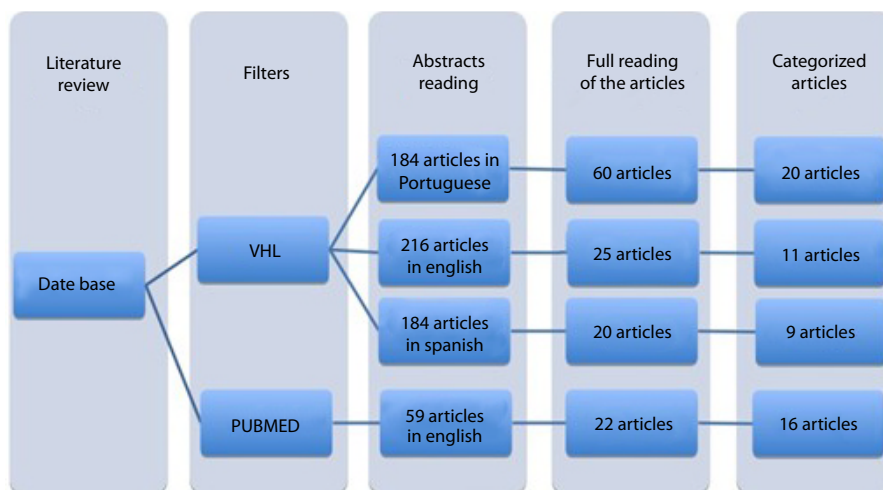 Literature
review
Filters
Abstracts
reading
Full reading
of the articles
Categorized
articles
184 articles in
Portuguese
60 articles
20 articles
VHL
216 articles
in english
25 articles
11 articles
Date base
184 articles
in spanish
20 articles
9 articles
PUBMED
59 articles
in english
22 articles
16 articles